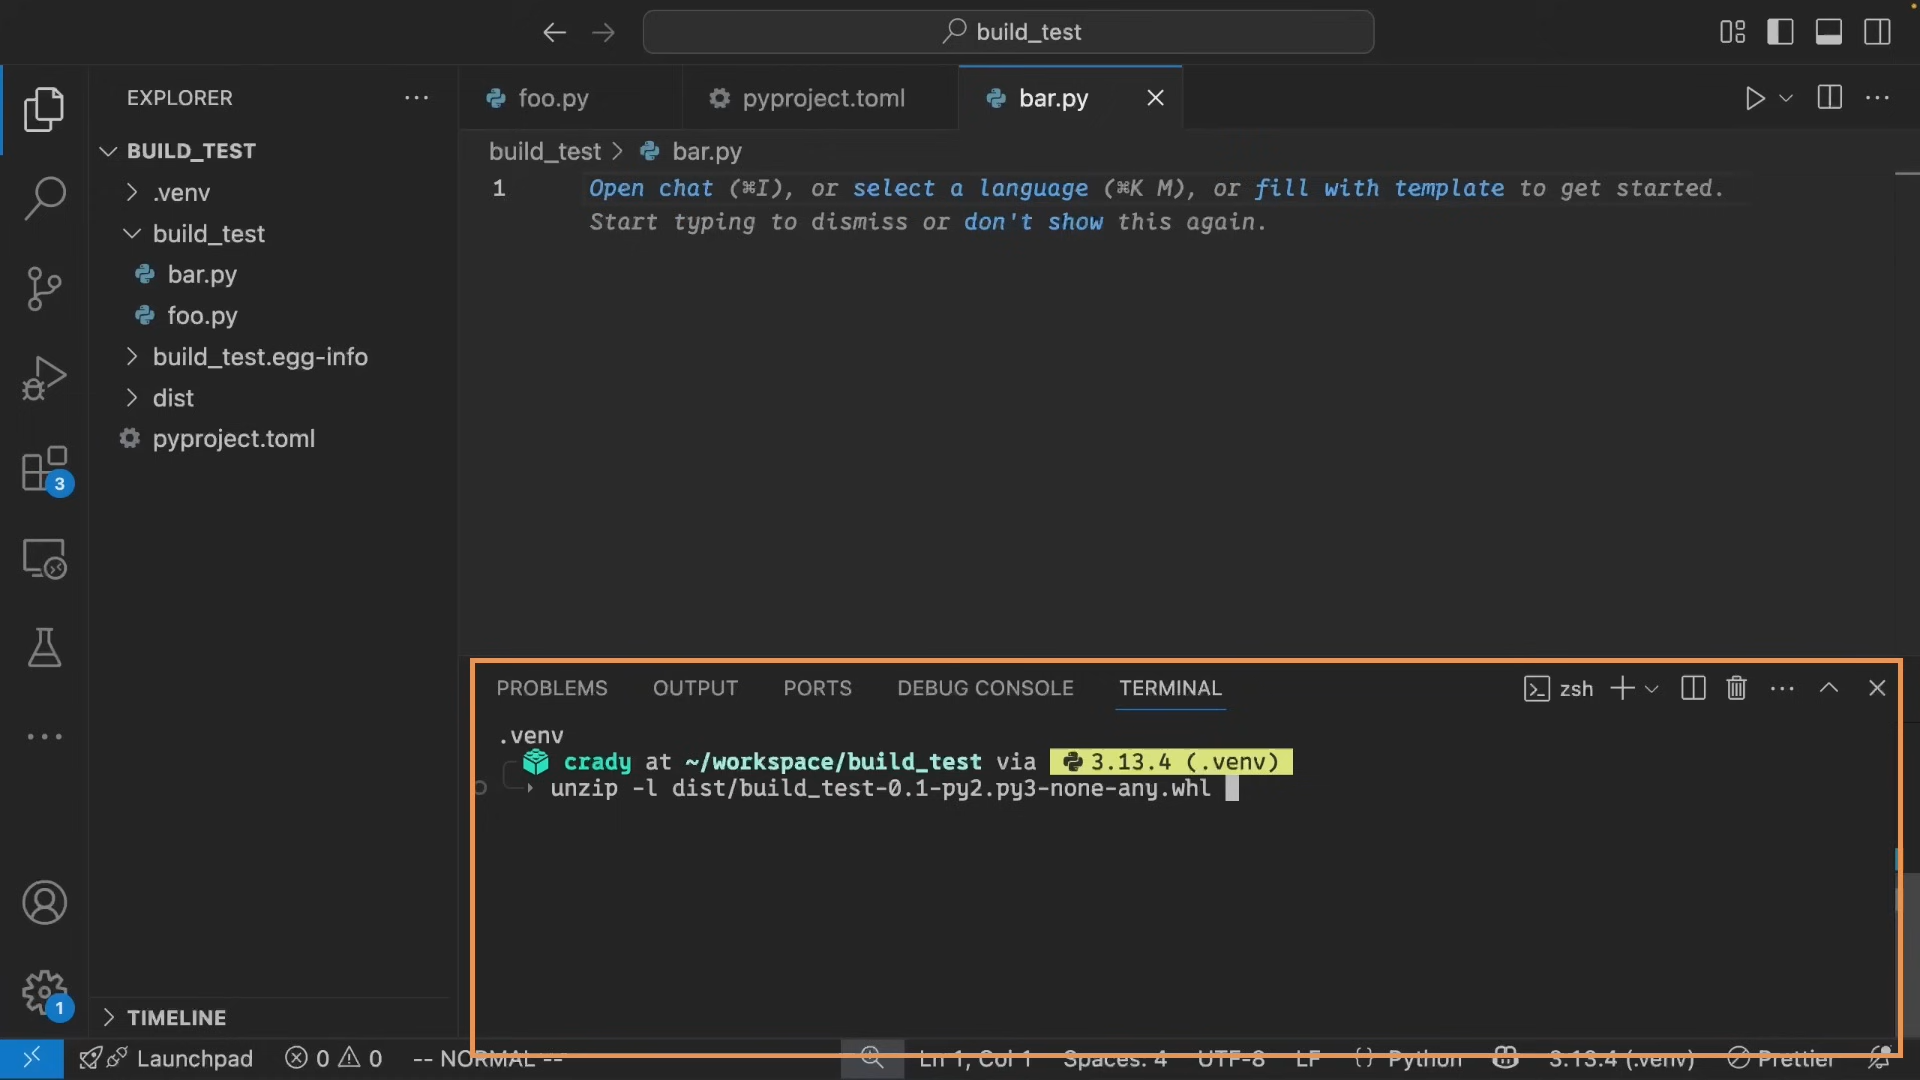 build_test
EXPLORER
BUILD_TEST
.venv
build_test
bar.py
foo.py
build_test.egg-info
dist
pyproject.toml
TIMELINE
foo.py
pyproject.toml
bar.py
build_test > bar.py
1
Open chat (⌘I), or select a language (⌘K M), or fill with template to get started.
Start typing to dismiss or don't show this again.
PROBLEMS OUTPUT PORTS DEBUG CONSOLE TERMINAL
zsh
.venv
crady at ~/workspace/build_test via 3.13.4 (.venv)
unzip -l dist/build_test-0.1-py2.py3-none-any.whl
3
1
Launchpad 0 0 -- NORMAL -- Ln 1, Col 1 Spaces: 4 UTF-8 LF {} Python 3.13.4 (.venv) Prettier